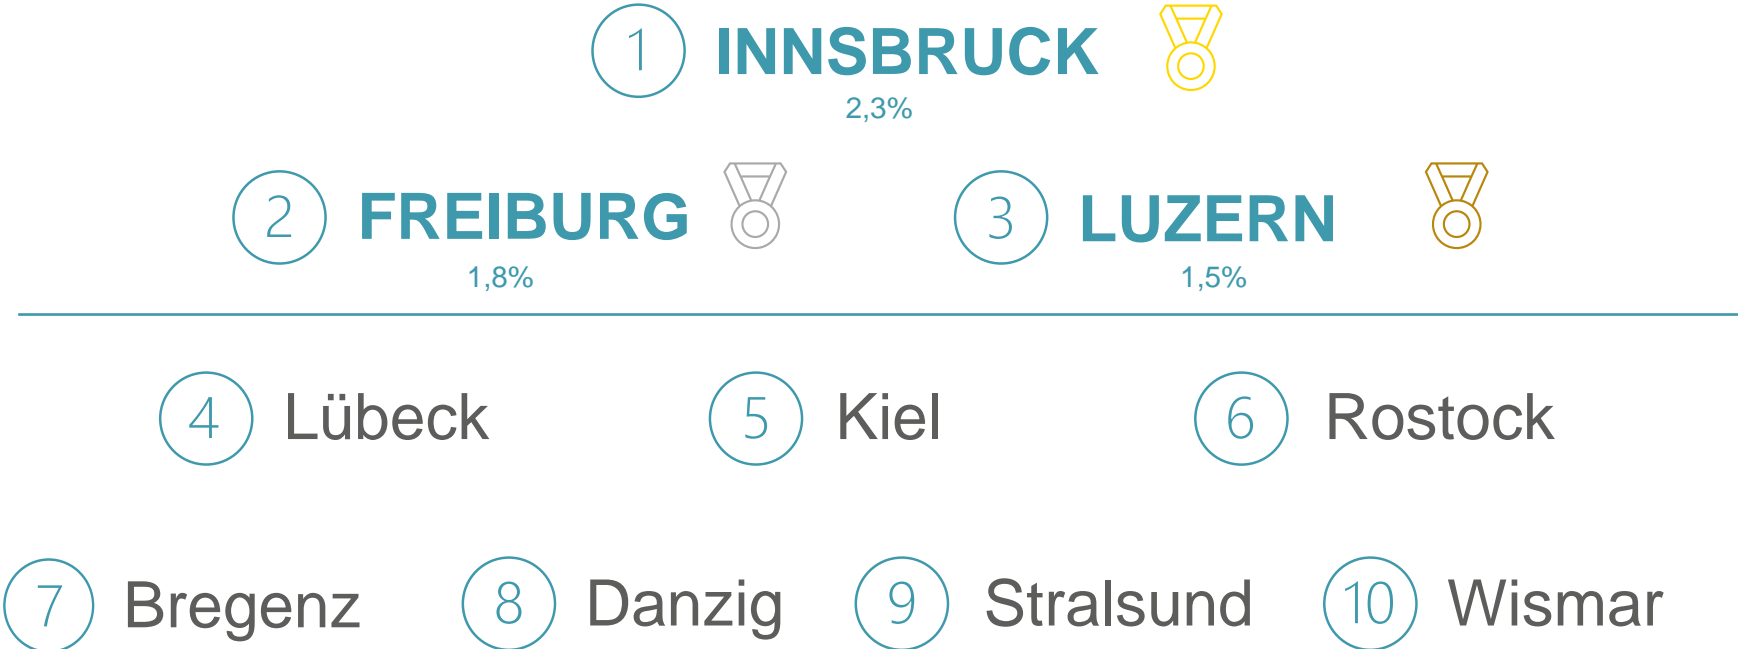 1 INNSBRUCK
2,3%
2 FREIBURG 3 LUZERN
1,8% 1,5%
4 Lübeck 5 Kiel 6 Rostock
7 Bregenz 8 Danzig 9 Stralsund 10 Wismar